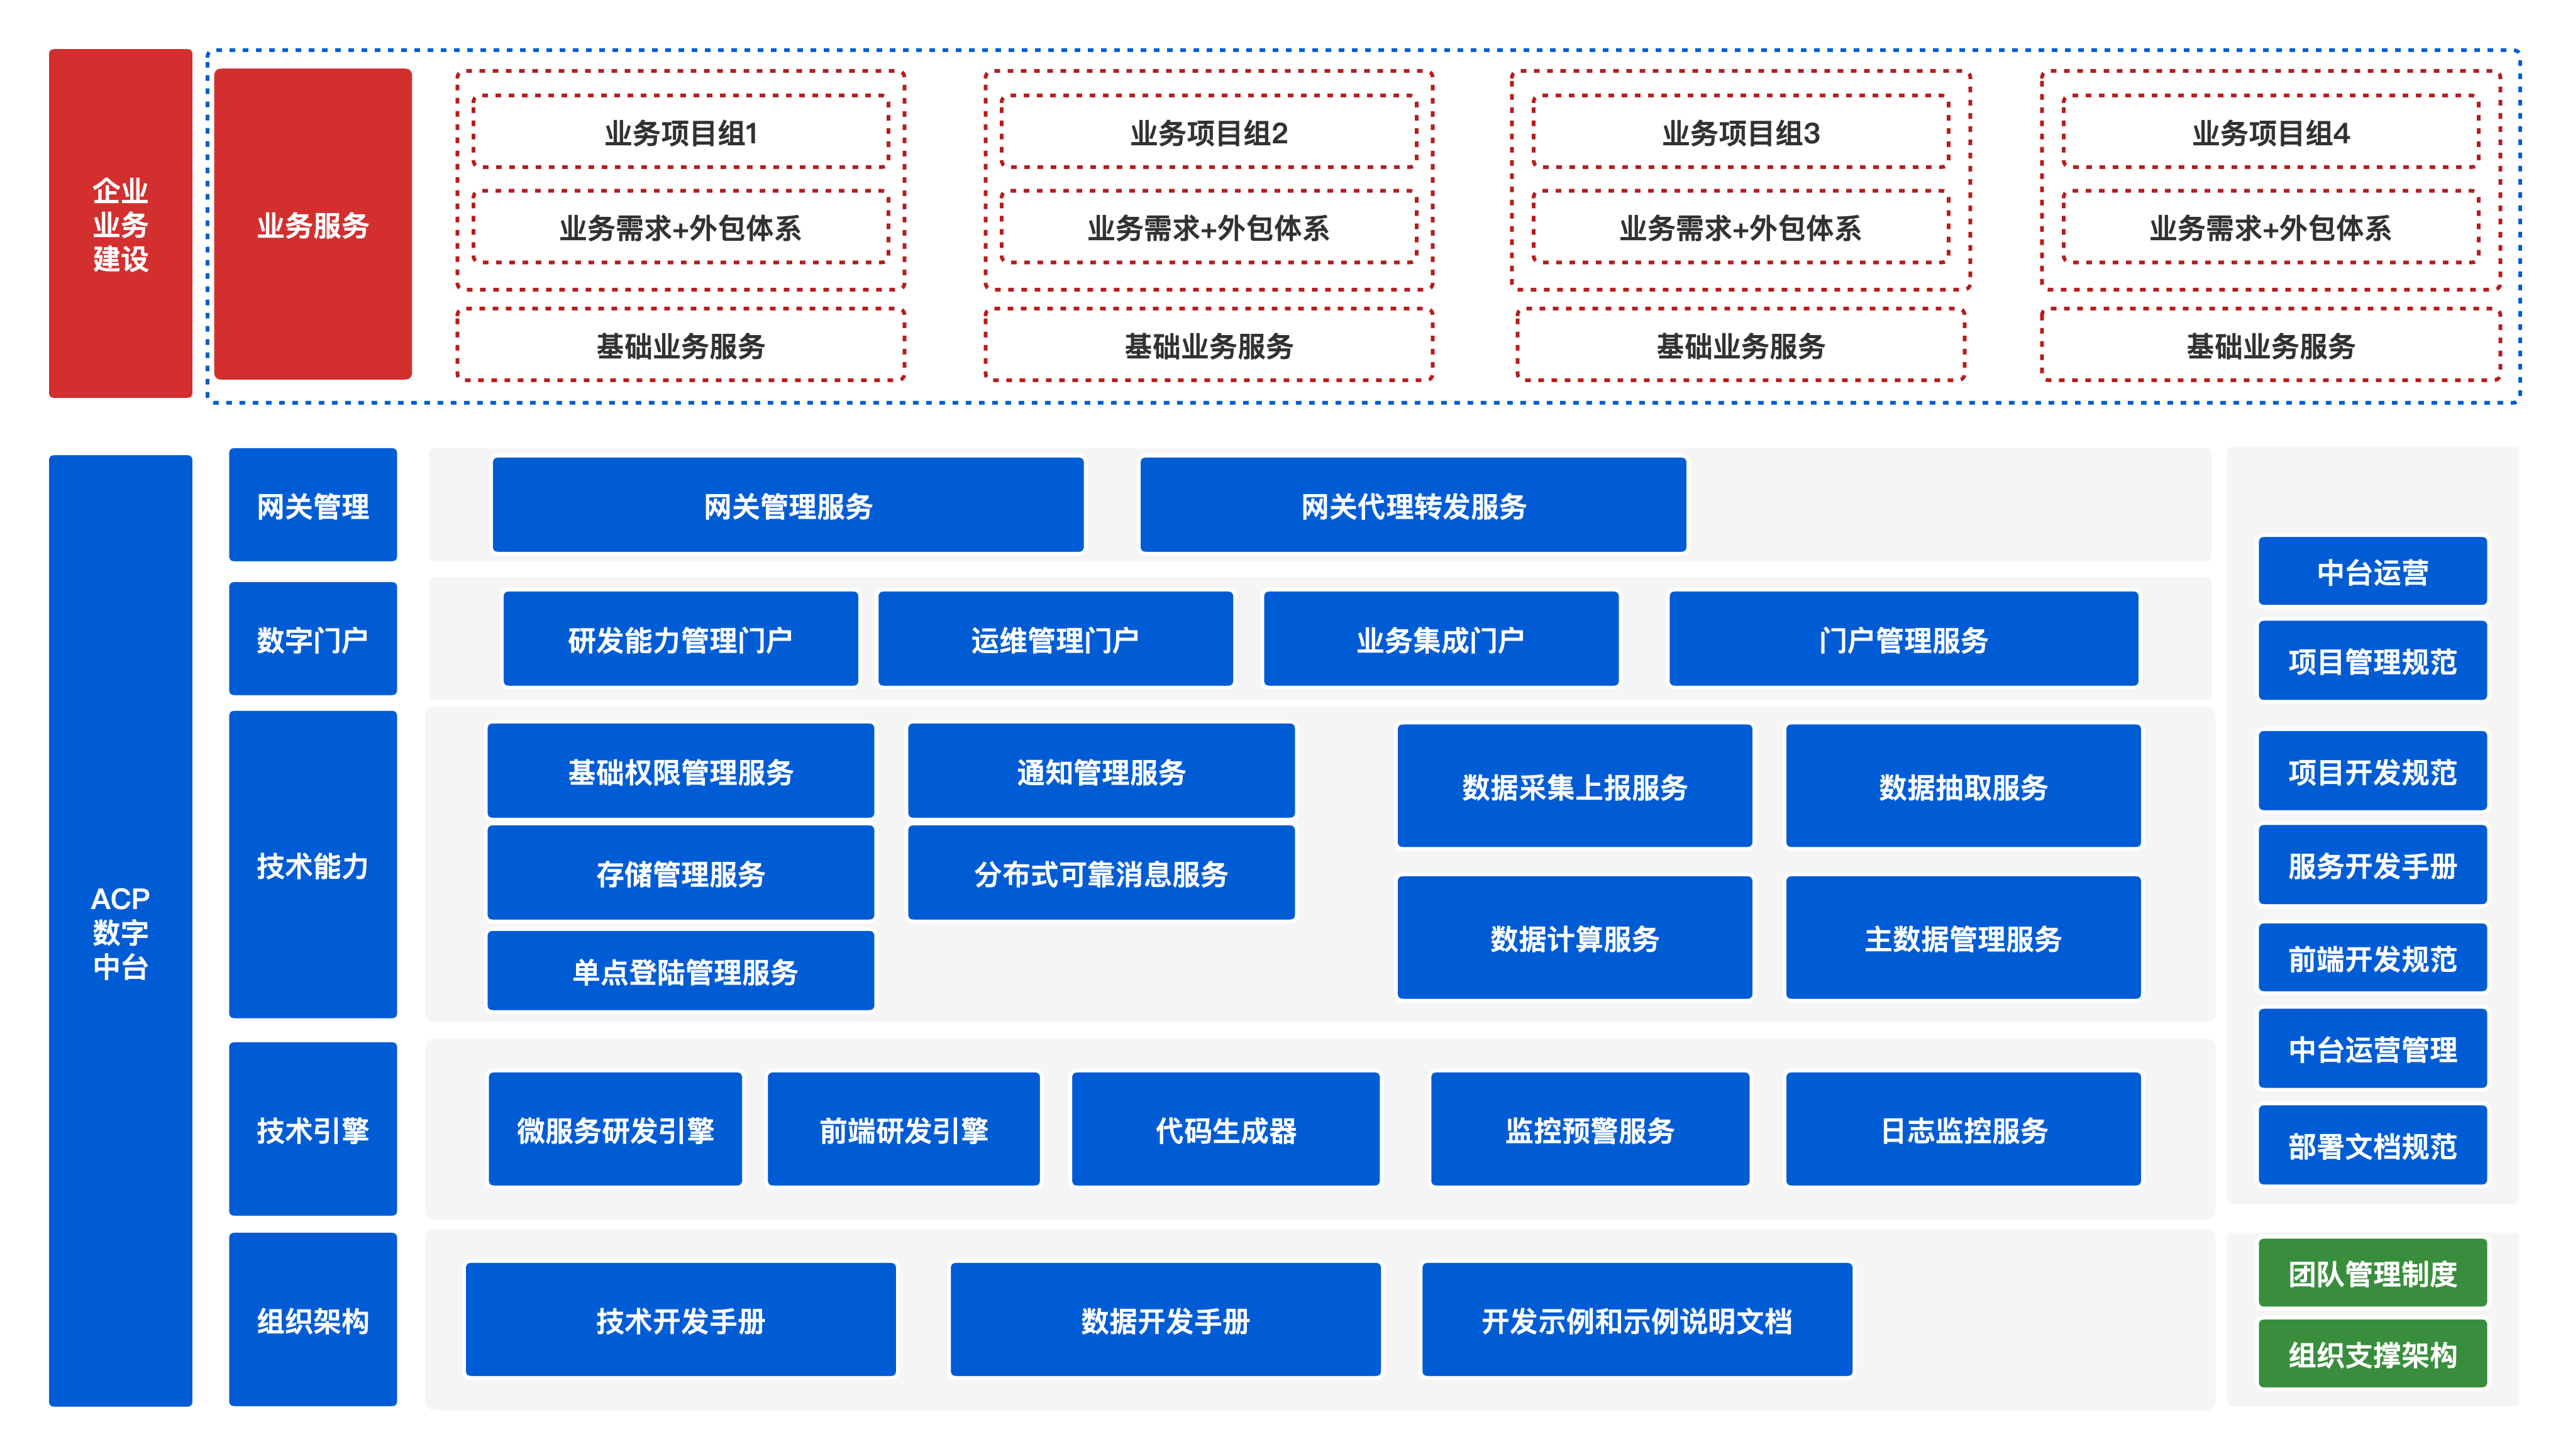 企业
业务
建设
业务服务
业务项目组1
业务需求+外包体系
基础业务服务
业务项目组2
业务需求+外包体系
基础业务服务
业务项目组3
业务需求+外包体系
基础业务服务
业务项目组4
业务需求+外包体系
基础业务服务
ACP
数字
中台
网关管理
网关管理服务
网关代理转发服务
数字门户
研发能力管理门户
运维管理门户
业务集成门户
门户管理服务
技术能力
基础权限管理服务
通知管理服务
存储管理服务
分布式可靠消息服务
单点登陆管理服务
数据采集上报服务
数据抽取服务
数据计算服务
主数据管理服务
技术引擎
微服务研发引擎
前端研发引擎
代码生成器
监控预警服务
日志监控服务
组织架构
技术开发手册
数据开发手册
开发示例和示例说明文档
中台运营
项目管理规范
项目开发规范
服务开发手册
前端开发规范
中台运营管理
部署文档规范
团队管理制度
组织支撑架构